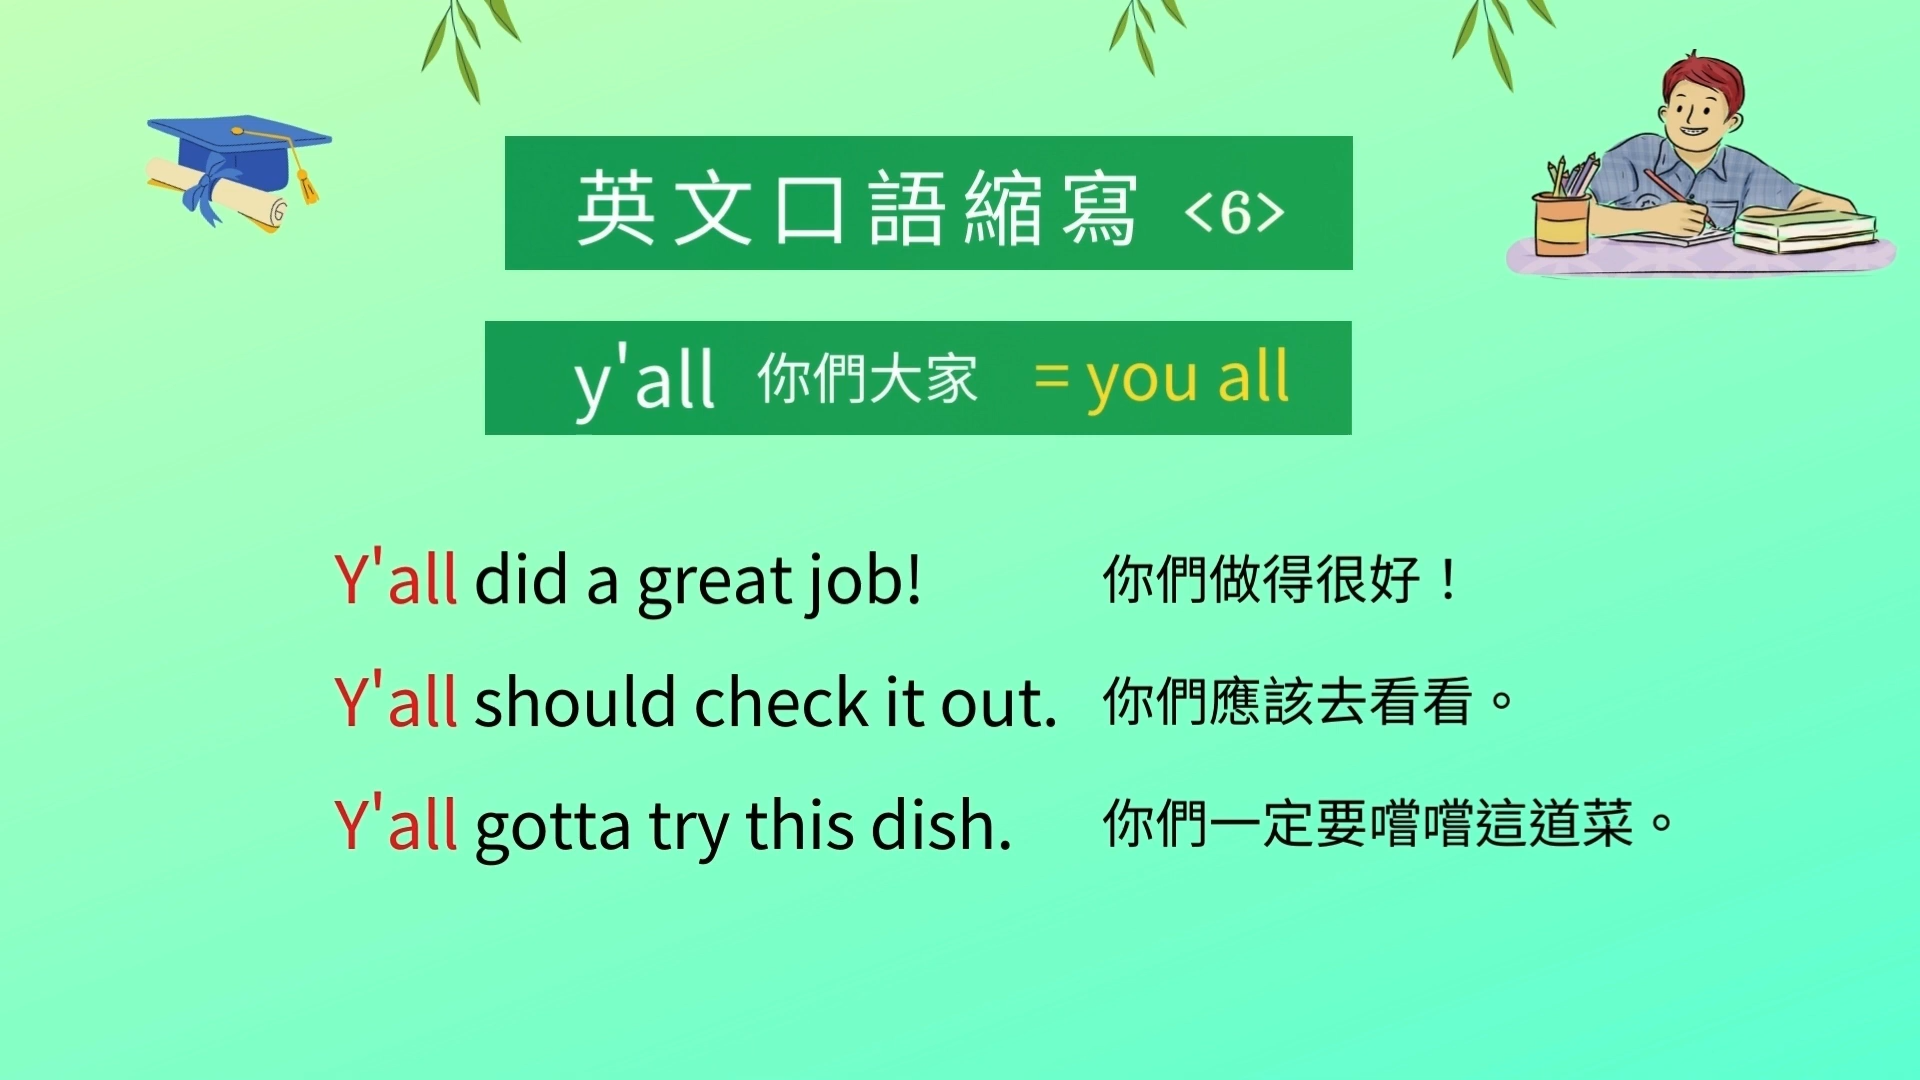 英文口語縮寫 <6>
y'all 你們大家 = you all
Y'all did a great job! 你們做得很好！
Y'all should check it out. 你們應該去看看。
Y'all gotta try this dish. 你們一定要嚐嚐這道菜。